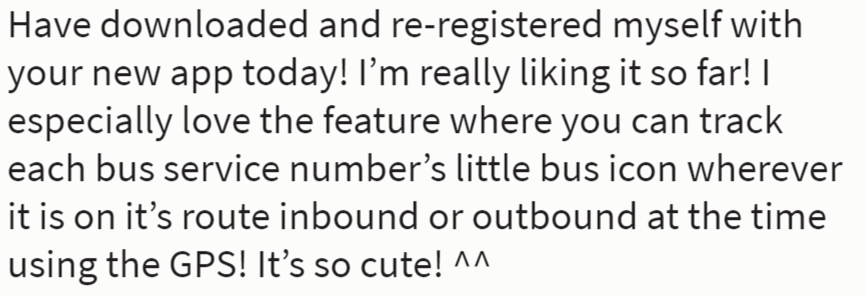 Have downloaded and re-registered myself with
your new app today! I’m really liking it so far! I
especially love the feature where you can track
each bus service number’s little bus icon wherever
it is on it’s route inbound or outbound at the time
using the GPS! It’s so cute! ^^